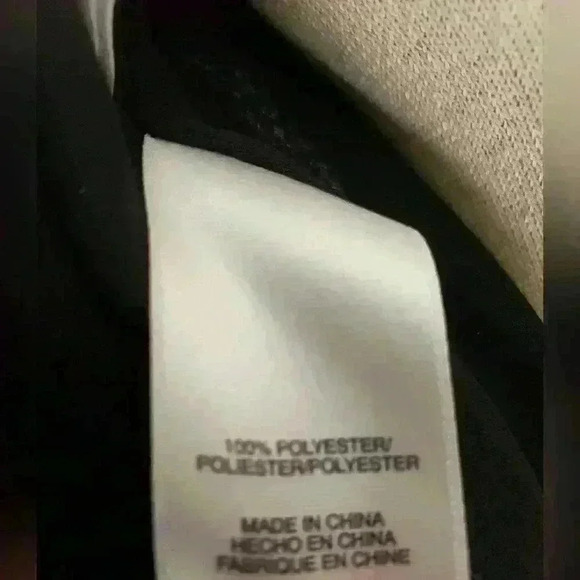 100% POLYESTER/
POLIESTER/POLYESTER
MADE IN CHINA
HECHO EN CHINA
FABRIQUE EN CHINE